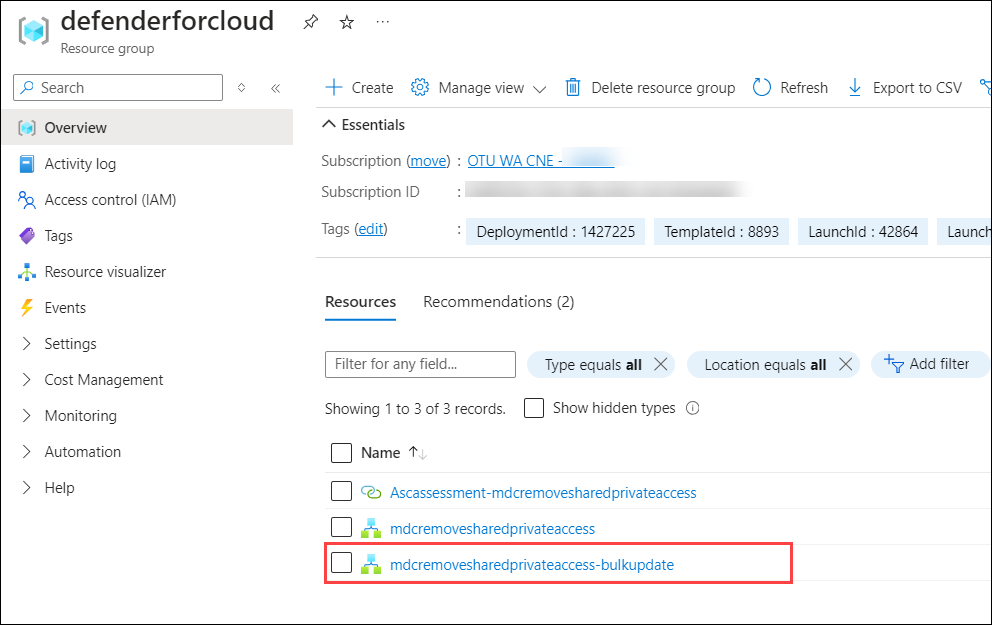 defenderforcloud
Resource group
Search
Create Manage view Delete resource group Refresh Export to CSV
Overview
Activity log
Access control (IAM)
Tags
Resource visualizer
Events
Settings
Cost Management
Monitoring
Automation
Help
Essentials
Subscription (move) : OTU WA CNE -
Subscription ID :
Tags (edit) : DeploymentId : 1427225 TemplateId : 8893 LaunchId : 42864 Launch
Resources Recommendations (2)
Filter for any field... Type equals all Location equals all Add filter
Showing 1 to 3 of 3 records. Show hidden types
Name
Ascassessment-mdcremovesharedprivateaccess
mdcremovesharedprivateaccess
mdcremovesharedprivateaccess-bulkupdate